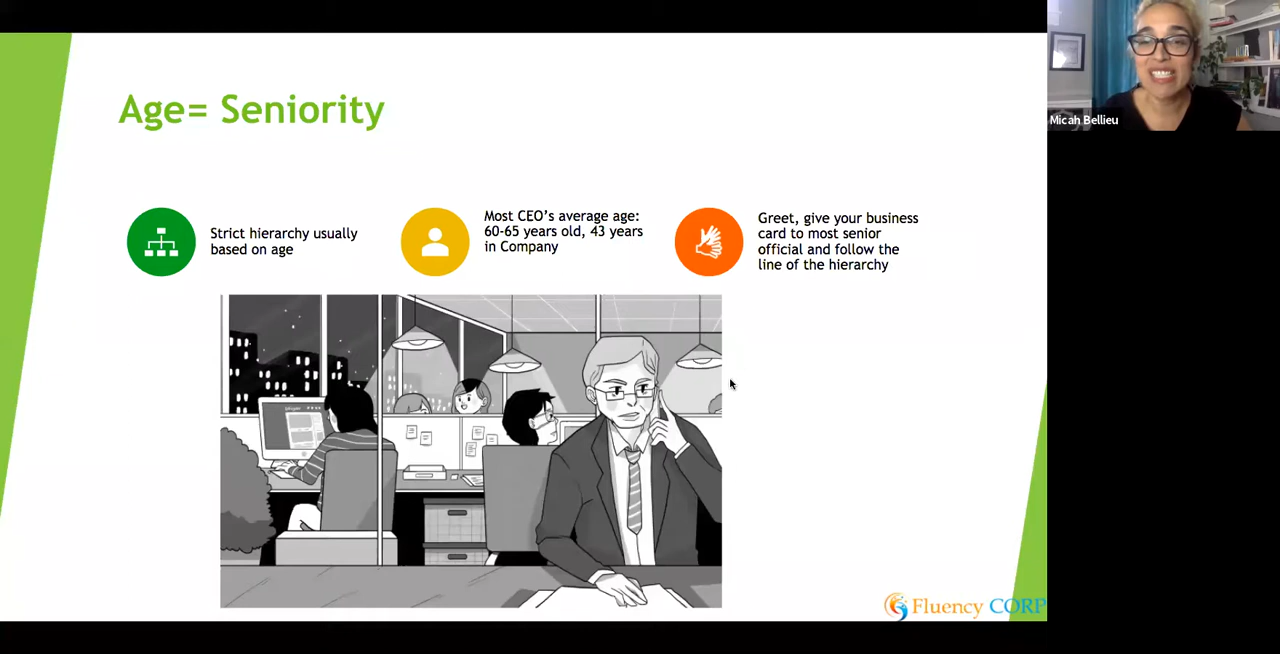 Age= Seniority
Strict hierarchy usually
based on age
Most CEO's average age:
60-65 years old, 43 years
in Company
Greet, give your business
card to most senior
official and follow the
line of the hierarchy
Micah Bellieu
Fluency CORP